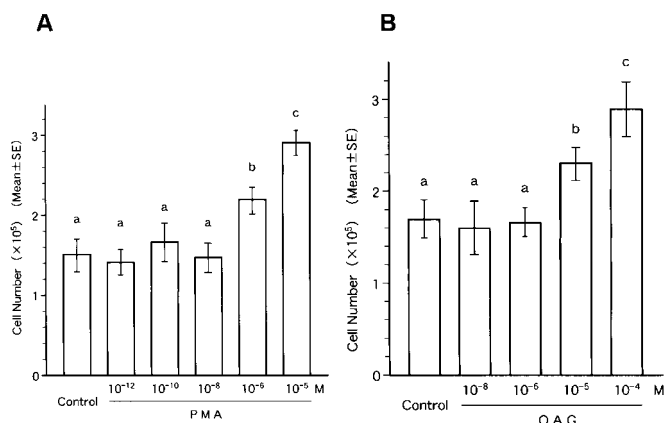 A
Cell Number (×10⁵) (Mean±SE)
3
2
1
0
a
a
a
a
b
c
Control
10⁻¹²
10⁻¹⁰
10⁻⁸
10⁻⁶
10⁻⁵ M
PMA
B
Cell Number (×10⁵) (Mean±SE)
3
2
1
0
a
a
a
b
c
Control
10⁻⁸
10⁻⁶
10⁻⁵
10⁻⁴ M
OAG